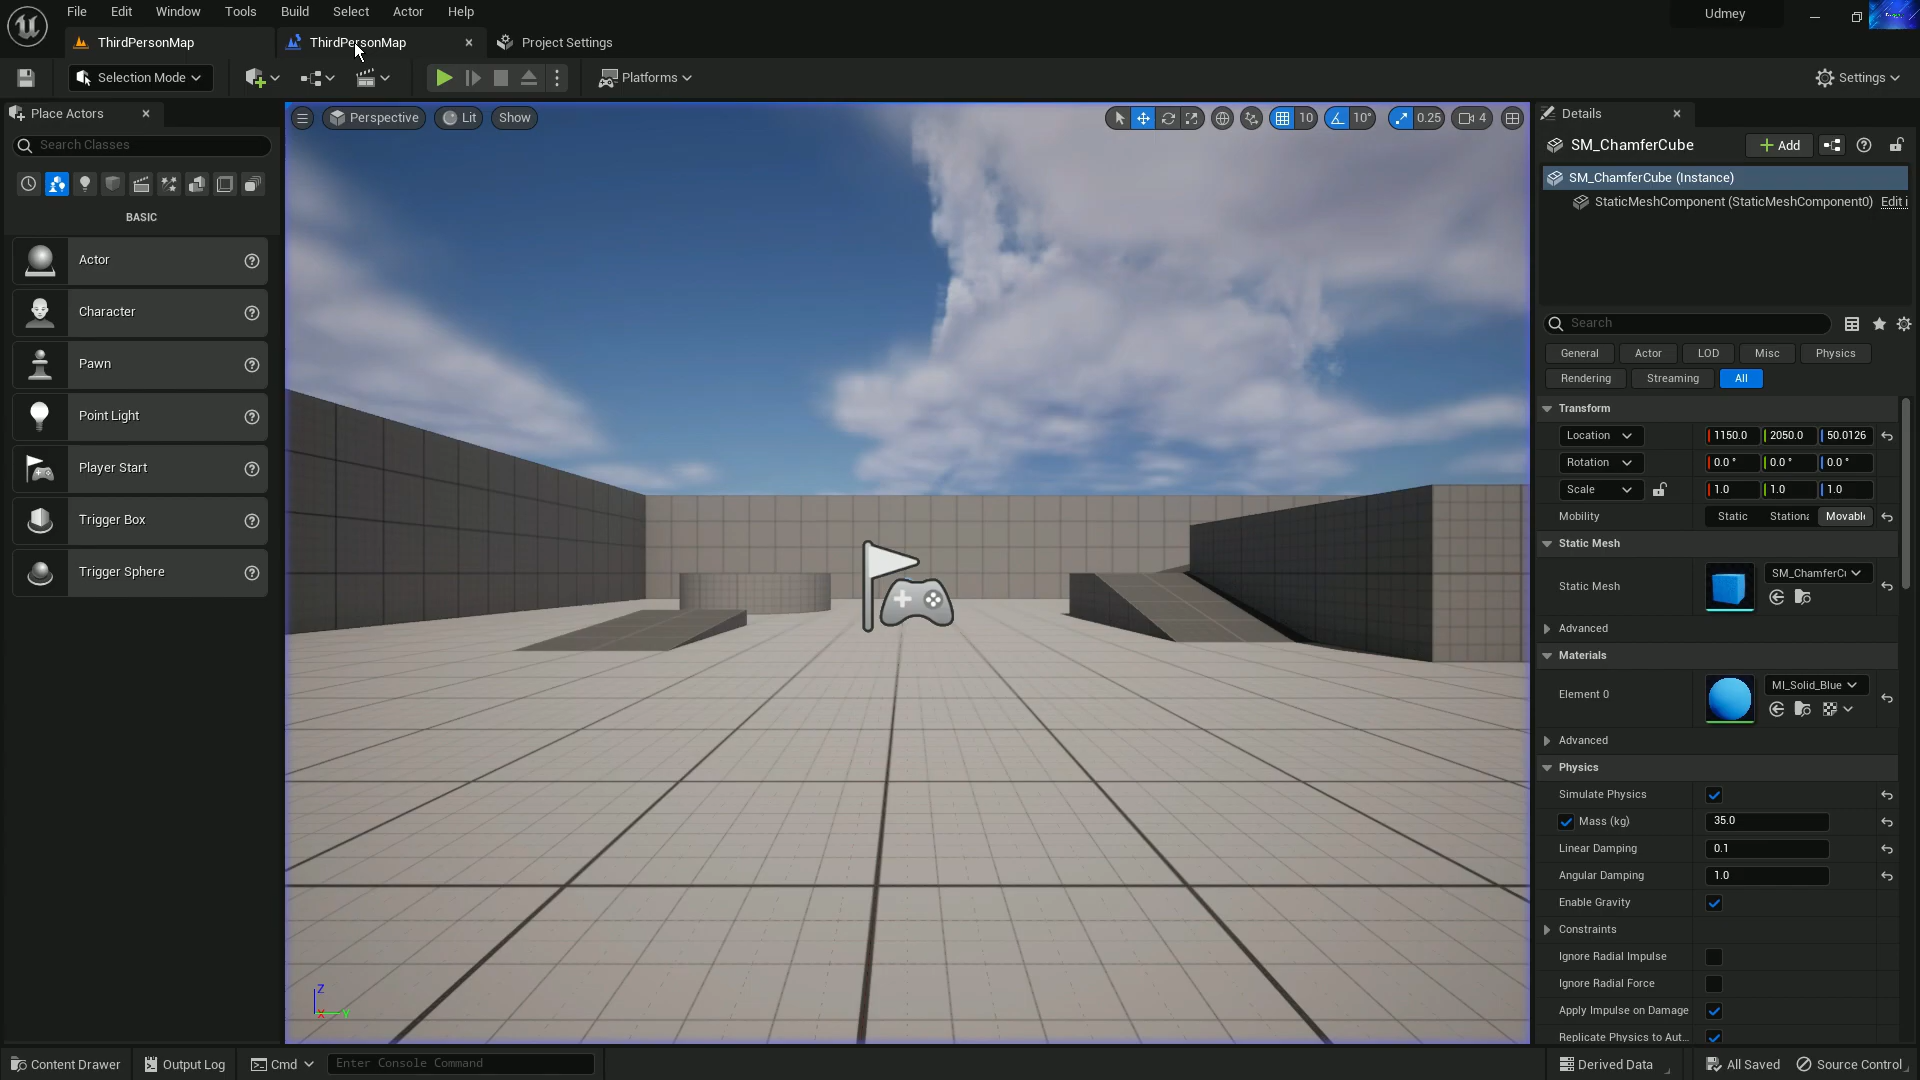 File Edit Window Tools Build Select Actor Help
Udmey
ThirdPersonMap
ThirdPersonMap
Project Settings
Selection Mode
Platforms
Settings
Place Actors
Search Classes
BASIC
Actor
Character
Pawn
Point Light
Player Start
Trigger Box
Trigger Sphere
Perspective
Lit
Show
10
10°
0.25
4
Z
X
Y
Details
SM_ChamferCube
Add
SM_ChamferCube (Instance)
StaticMeshComponent (StaticMeshComponent0) Edit i
Search
General Actor LOD Misc Physics
Rendering Streaming All
Transform
Location 1150.0 2050.0 50.0126
Rotation 0.0 ° 0.0 ° 0.0 °
Scale 1.0 1.0 1.0
Mobility Static Stationa Movable
Static Mesh
Static Mesh SM_ChamferCu
Advanced
Materials
Element 0 MI_Solid_Blue
Advanced
Physics
Simulate Physics
Mass (kg) 35.0
Linear Damping 0.1
Angular Damping 1.0
Enable Gravity
Constraints
Ignore Radial Impulse
Ignore Radial Force
Apply Impulse on Damage
Replicate Physics to Aut...
Content Drawer
Output Log
Cmd
Enter Console Command
Derived Data
All Saved
Source Control